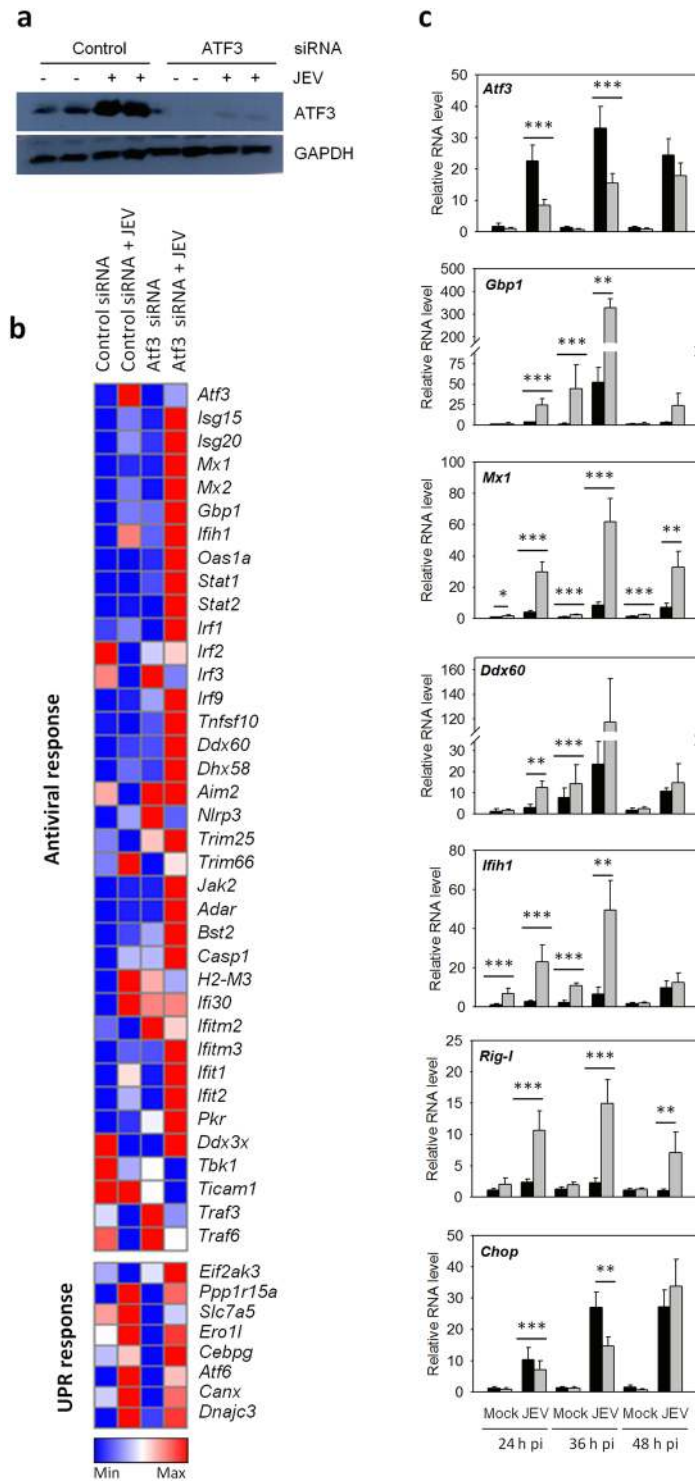 a
Control ATF3 siRNA
- - + + - - + + JEV
ATF3
GAPDH
b
Control siRNA
Control siRNA + JEV
Atf3 siRNA
Atf3 siRNA + JEV
Antiviral response
Atf3
Isg15
Isg20
Mx1
Mx2
Gbp1
Ifih1
Oas1a
Stat1
Stat2
Irf1
Irf2
Irf3
Irf9
Tnfsf10
Ddx60
Dhx58
Aim2
Nlrp3
Trim25
Trim66
Jak2
Adar
Bst2
Casp1
H2-M3
Ifi30
Ifitm2
Ifitm3
Ifit1
Ifit2
Pkr
Ddx3x
Tbk1
Ticam1
Traf3
Traf6
UPR response
Eif2ak3
Ppp1r15a
Slc7a5
Ero1l
Cebpg
Atf6
Canx
Dnajc3
Min Max
c
Relative RNA level
50
40
30
20
10
0
Atf3
*** ***
Relative RNA level
500
400
300
200
75
50
25
0
Gbp1
*** *** **
Relative RNA level
100
80
60
40
20
0
Mx1
* *** *** *** *** **
Relative RNA level
160
140
120
100
30
20
10
0
Ddx60
** ***
Relative RNA level
80
60
40
20
0
Ifih1
*** *** *** **
Relative RNA level
25
20
15
10
5
0
Rig-I
*** *** **
Relative RNA level
50
40
30
20
10
0
Chop
*** **
Mock JEV Mock JEV Mock JEV
24 h pi 36 h pi 48 h pi